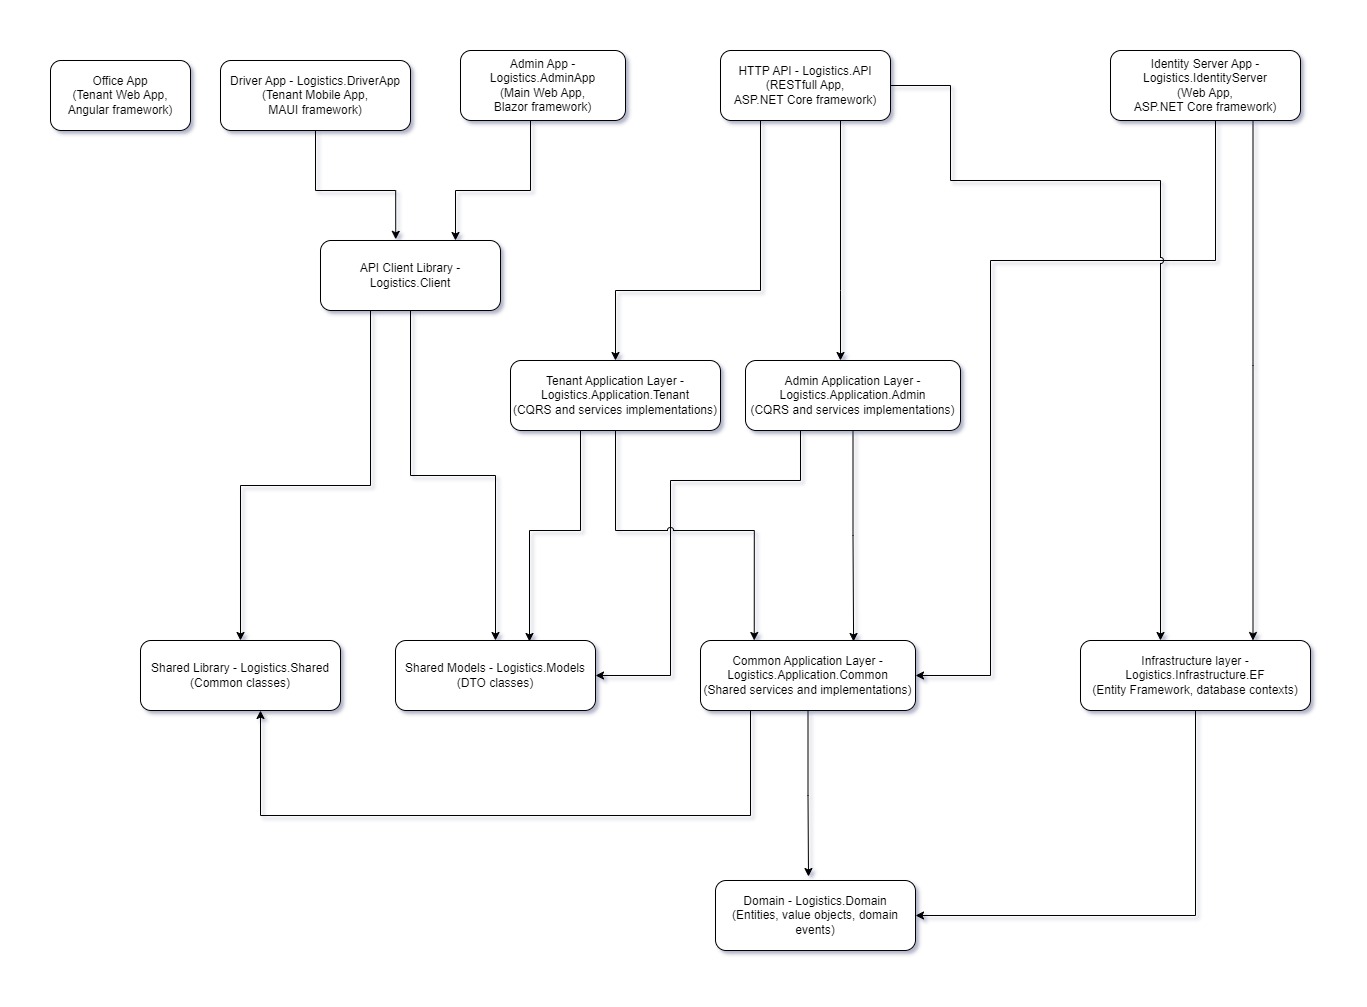 Office App
(Tenant Web App,
Angular framework)
Driver App - Logistics.DriverApp
(Tenant Mobile App,
MAUI framework)
Admin App -
Logistics.AdminApp
(Main Web App,
Blazor framework)
HTTP API - Logistics.API
(RESTfull App,
ASP.NET Core framework)
Identity Server App -
Logistics.IdentityServer
(Web App,
ASP.NET Core framework)
API Client Library -
Logistics.Client
Tenant Application Layer -
Logistics.Application.Tenant
(CQRS and services implementations)
Admin Application Layer -
Logistics.Application.Admin
(CQRS and services implementations)
Shared Library - Logistics.Shared
(Common classes)
Shared Models - Logistics.Models
(DTO classes)
Common Application Layer -
Logistics.Application.Common
(Shared services and implementations)
Infrastructure layer -
Logistics.Infrastructure.EF
(Entity Framework, database contexts)
Domain - Logistics.Domain
(Entities, value objects, domain
events)